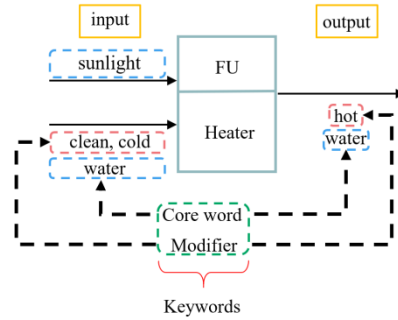 input
output
sunlight
FU
Heater
hot
clean, cold
water
water
Core word
Modifier
Keywords